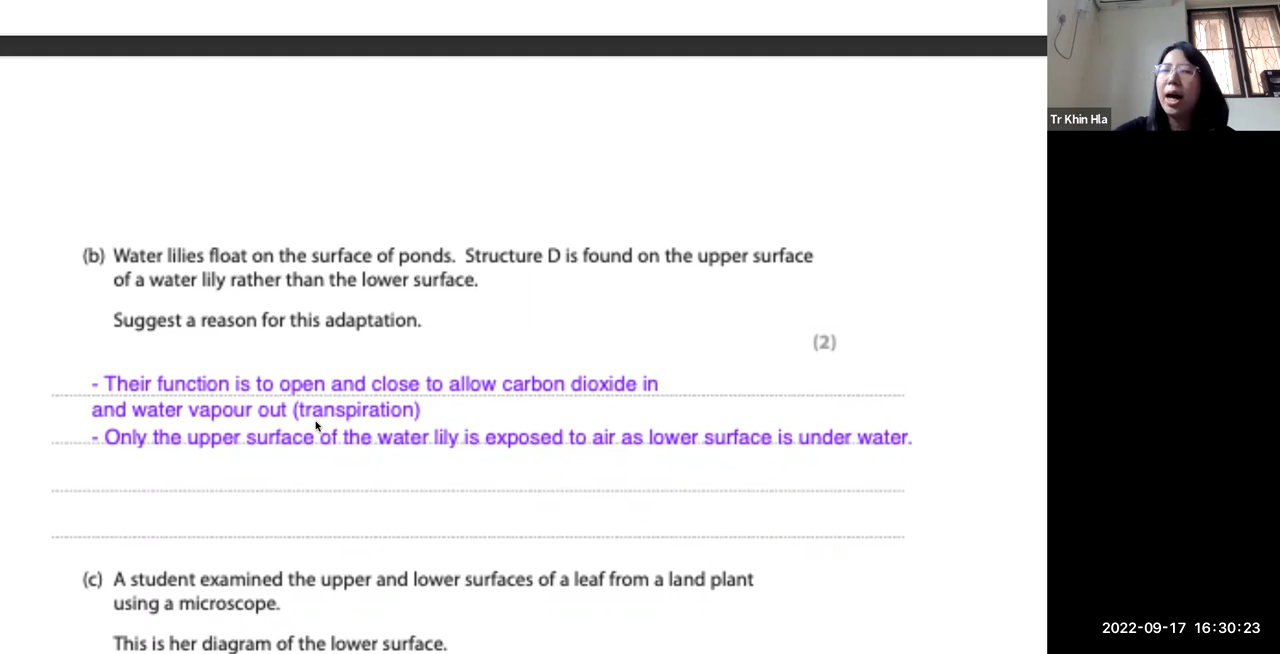 Tr Khin Hla
(b) Water lilies float on the surface of ponds. Structure D is found on the upper surface
of a water lily rather than the lower surface.
Suggest a reason for this adaptation.
(2)
- Their function is to open and close to allow carbon dioxide in
and water vapour out (transpiration)
- Only the upper surface of the water lily is exposed to air as lower surface is under water.
(c) A student examined the upper and lower surfaces of a leaf from a land plant
using a microscope.
This is her diagram of the lower surface.
2022-09-17 16:30:23